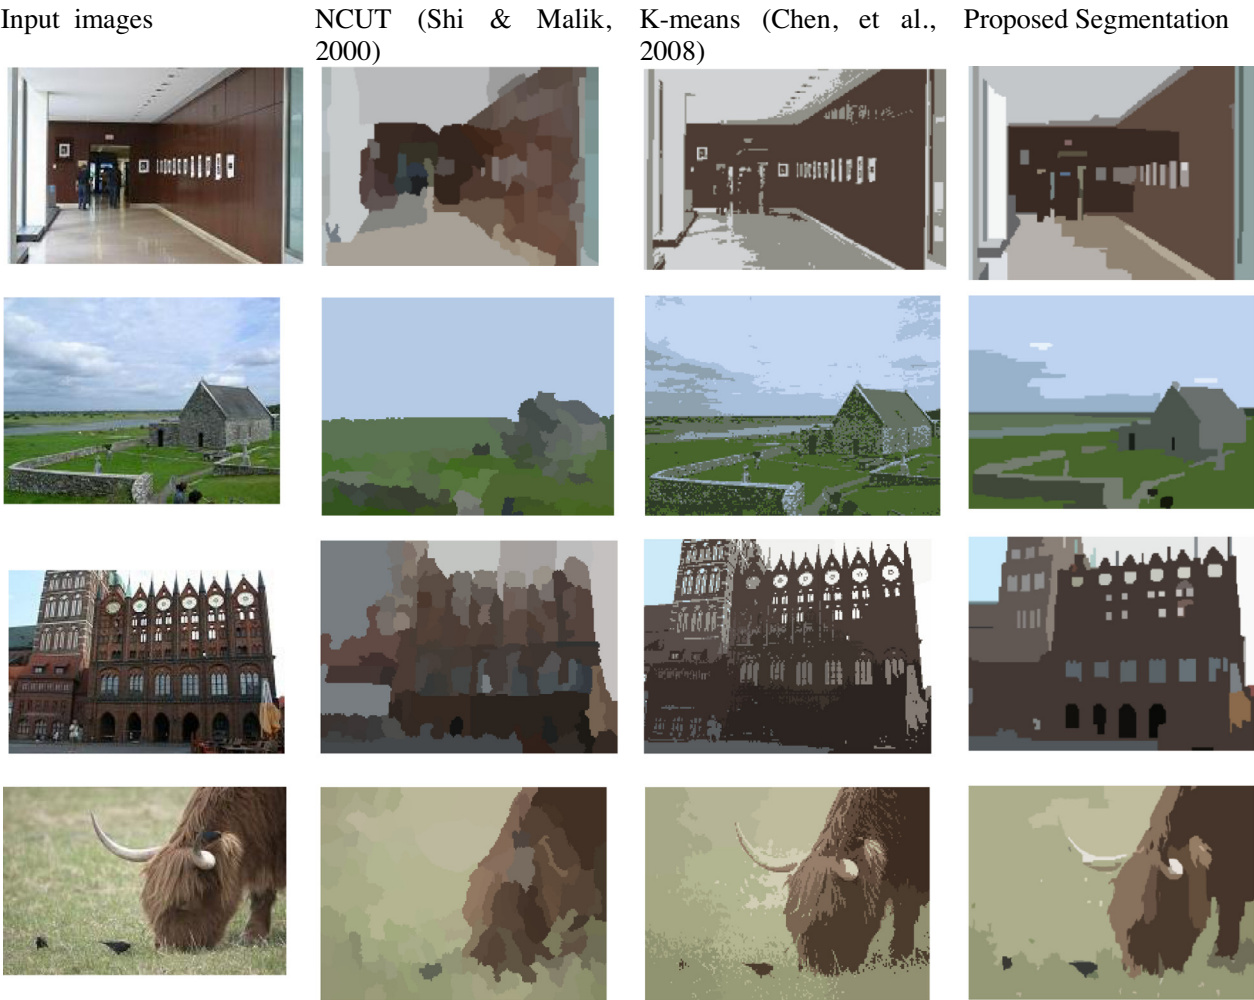 Input images
NCUT (Shi & Malik,
2000)
K-means (Chen, et al.,
2008)
Proposed Segmentation